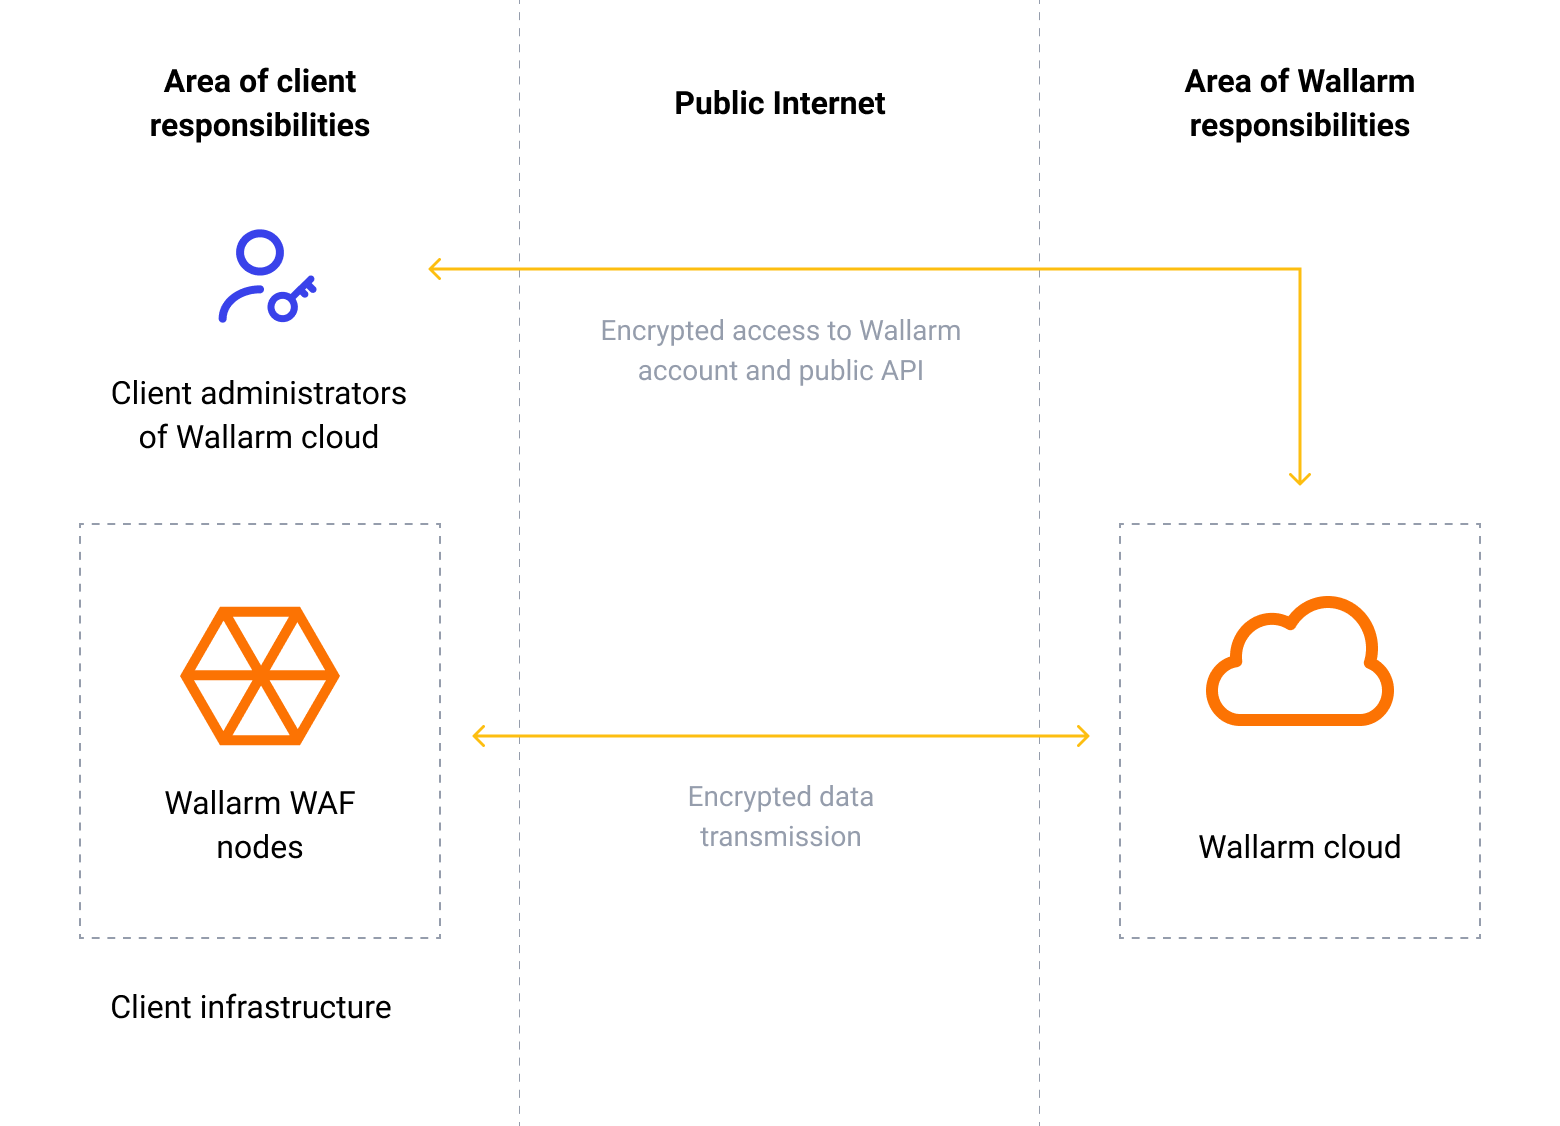 Area of client
responsibilities
Public Internet
Area of Wallarm
responsibilities
Encrypted access to Wallarm
account and public API
Client administrators
of Wallarm cloud
Wallarm WAF
nodes
Encrypted data
transmission
Wallarm cloud
Client infrastructure